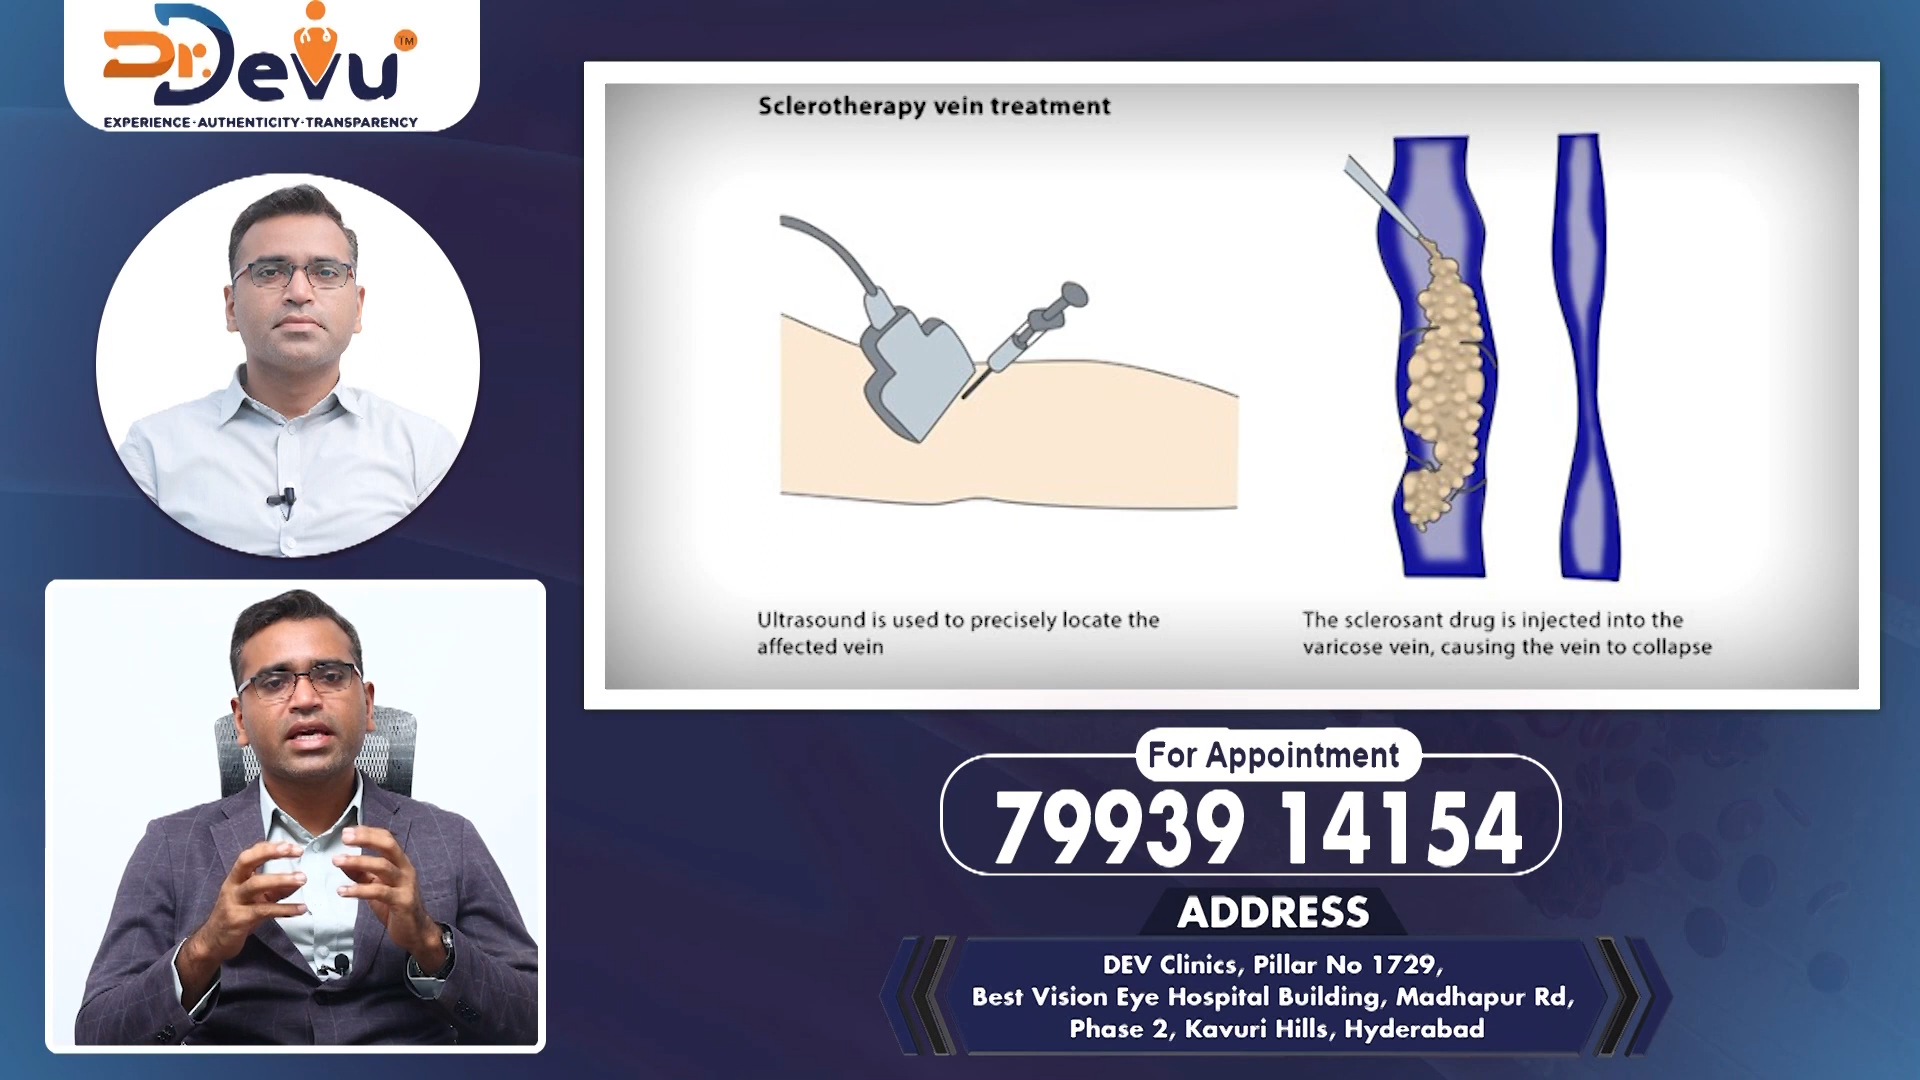 Dr. Devu TM
EXPERIENCE·AUTHENTICITY·TRANSPARENCY
Sclerotherapy vein treatment
Ultrasound is used to precisely locate the
affected vein
The sclerosant drug is injected into the
varicose vein, causing the vein to collapse
For Appointment
79939 14154
ADDRESS
DEV Clinics, Pillar No 1729,
Best Vision Eye Hospital Building, Madhapur Rd,
Phase 2, Kavuri Hills, Hyderabad